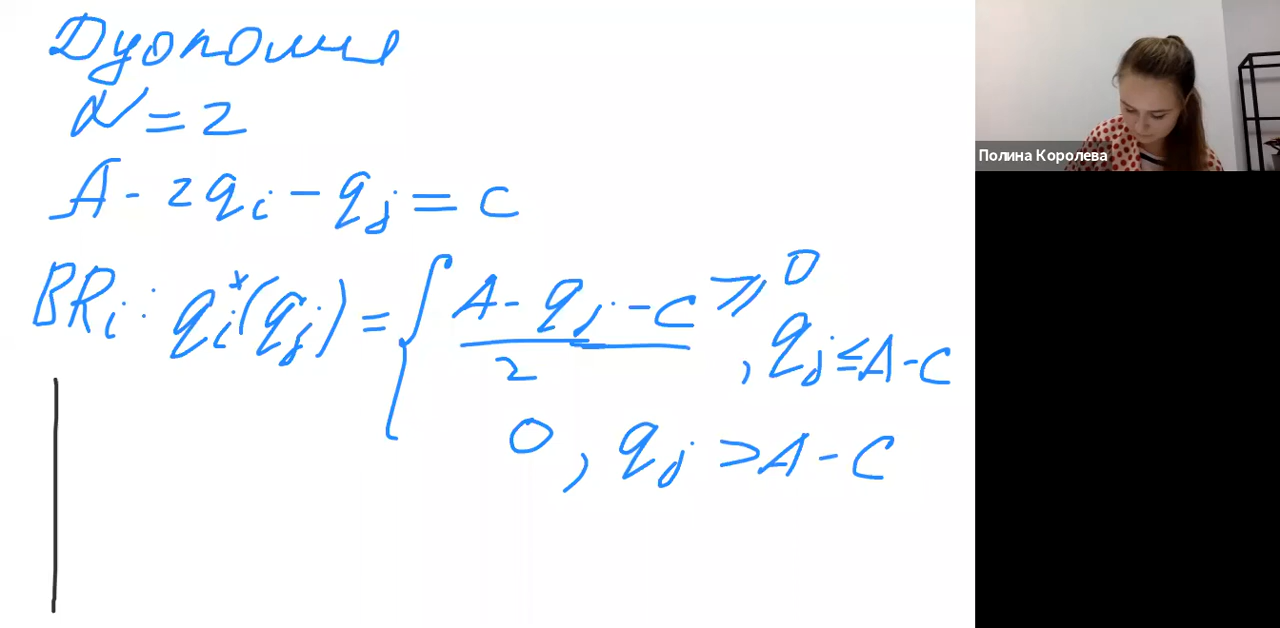 Дуополия
N = 2
A - 2q_i - q_j = c
BR_i: q_i^*(q_j) = { (A - q_j - c)/2 ≥ 0, q_j ≤ A - c
0, q_j > A - c
Полина Королева